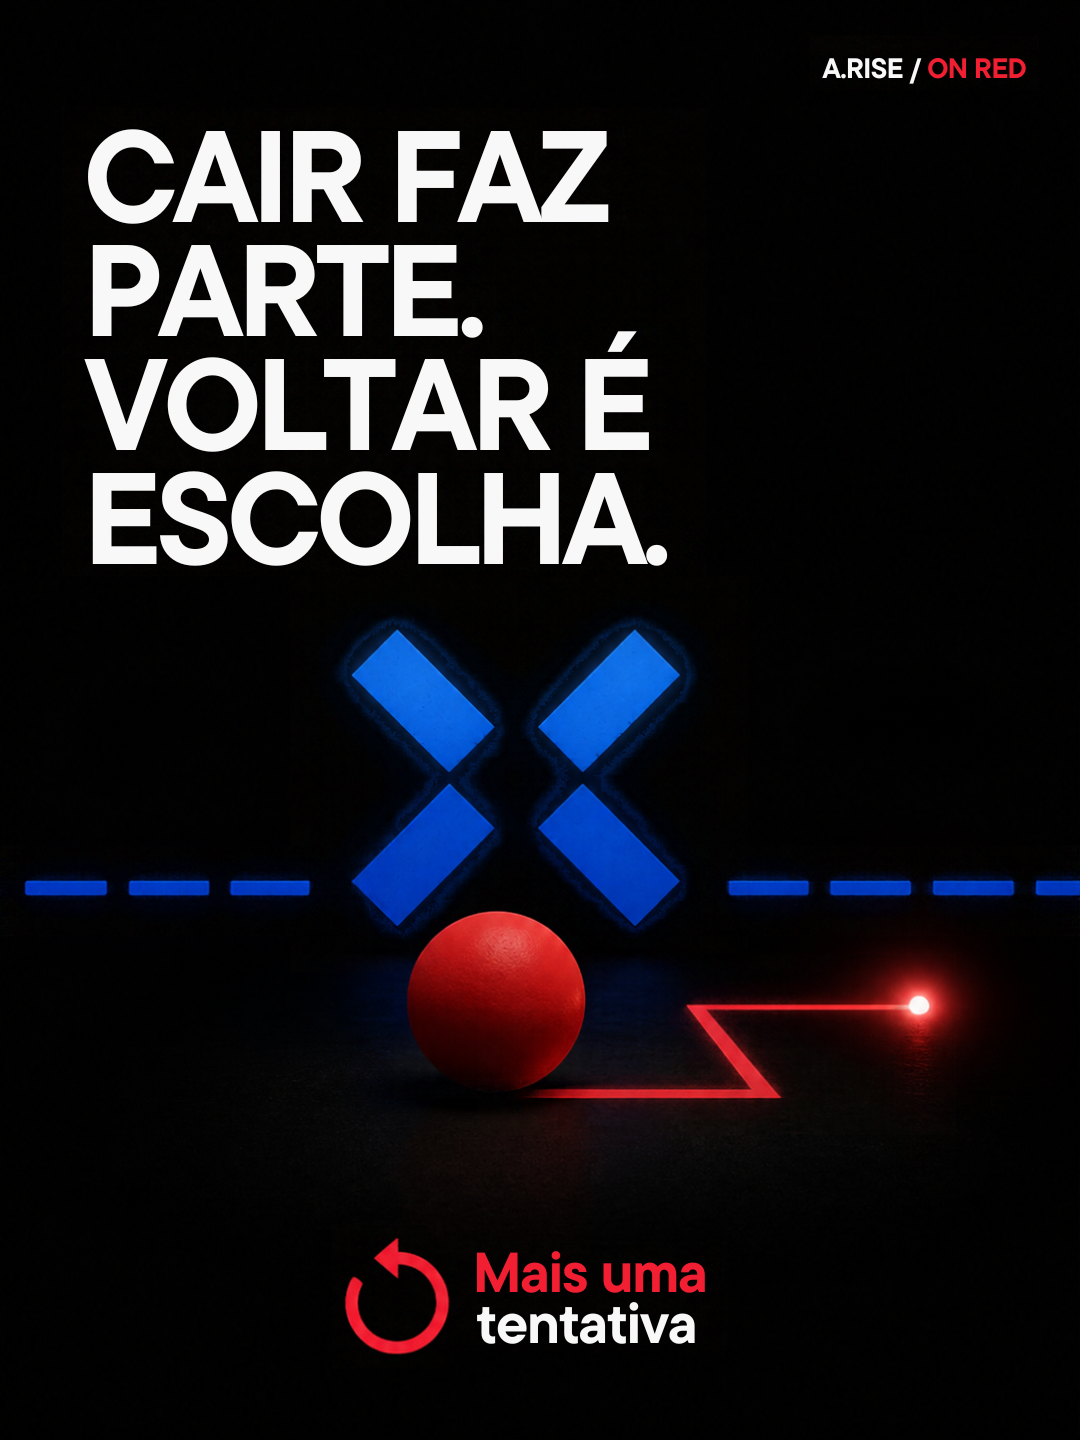 A.RISE / ON RED
CAIR FAZ
PARTE.
VOLTAR É
ESCOLHA.
Mais uma
tentativa